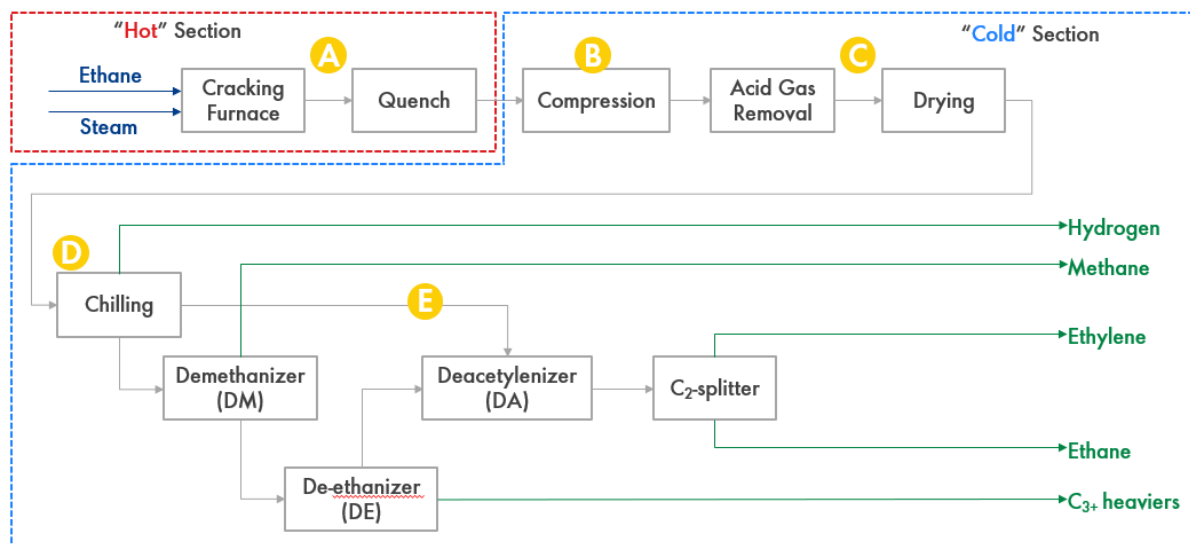 “Hot” Section
“Cold” Section
A
B
C
Ethane
Steam
Cracking
Furnace
Quench
Compression
Acid Gas
Removal
Drying
Hydrogen
D
Methane
Chilling
E
Ethylene
Demethanizer
(DM)
Deacetylenizer
(DA)
C₂-splitter
Ethane
De-ethanizer
(DE)
C₃₊ heaviers